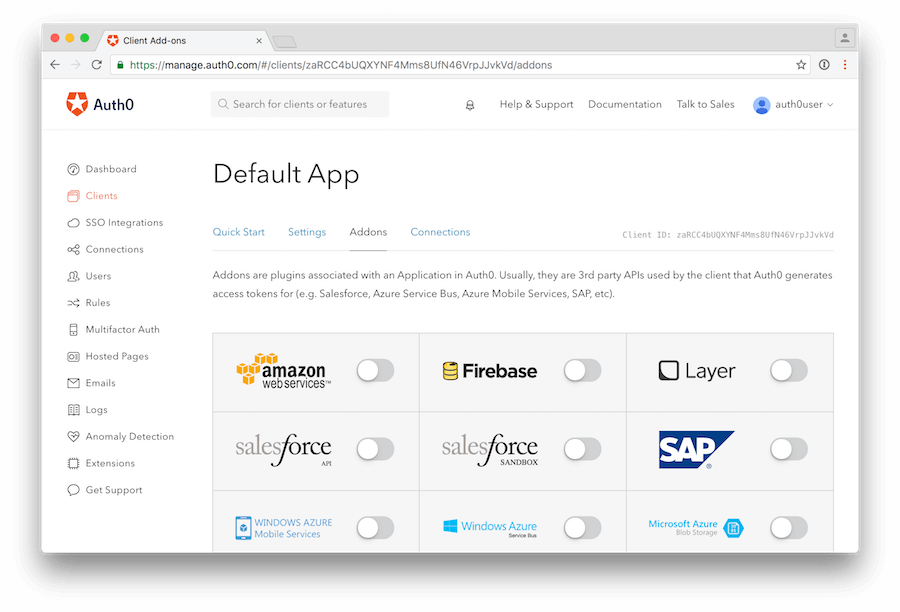 Client Add-ons
https://manage.auth0.com/#/clients/zaRCC4bUQXYNF4Mms8UfN46VrpJJvkVd/addons
Auth0
Search for clients or features
Help & Support
Documentation
Talk to Sales
auth0user
Dashboard
Clients
SSO Integrations
Connections
Users
Rules
Multifactor Auth
Hosted Pages
Emails
Logs
Anomaly Detection
Extensions
Get Support
Default App
Quick Start
Settings
Addons
Connections
Client ID: zaRCC4bUQXYNF4Mms8UfN46VrpJJvkVd
Addons are plugins associated with an Application in Auth0. Usually, they are 3rd party APIs used by the client that Auth0 generates
access tokens for (e.g. Salesforce, Azure Service Bus, Azure Mobile Services, SAP, etc).
amazon
webservices™
Firebase
Layer
salesforce
API
salesforce
SANDBOX
SAP®
WINDOWS AZURE
Mobile Services
Windows Azure
Service Bus
Microsoft Azure
Blob Storage